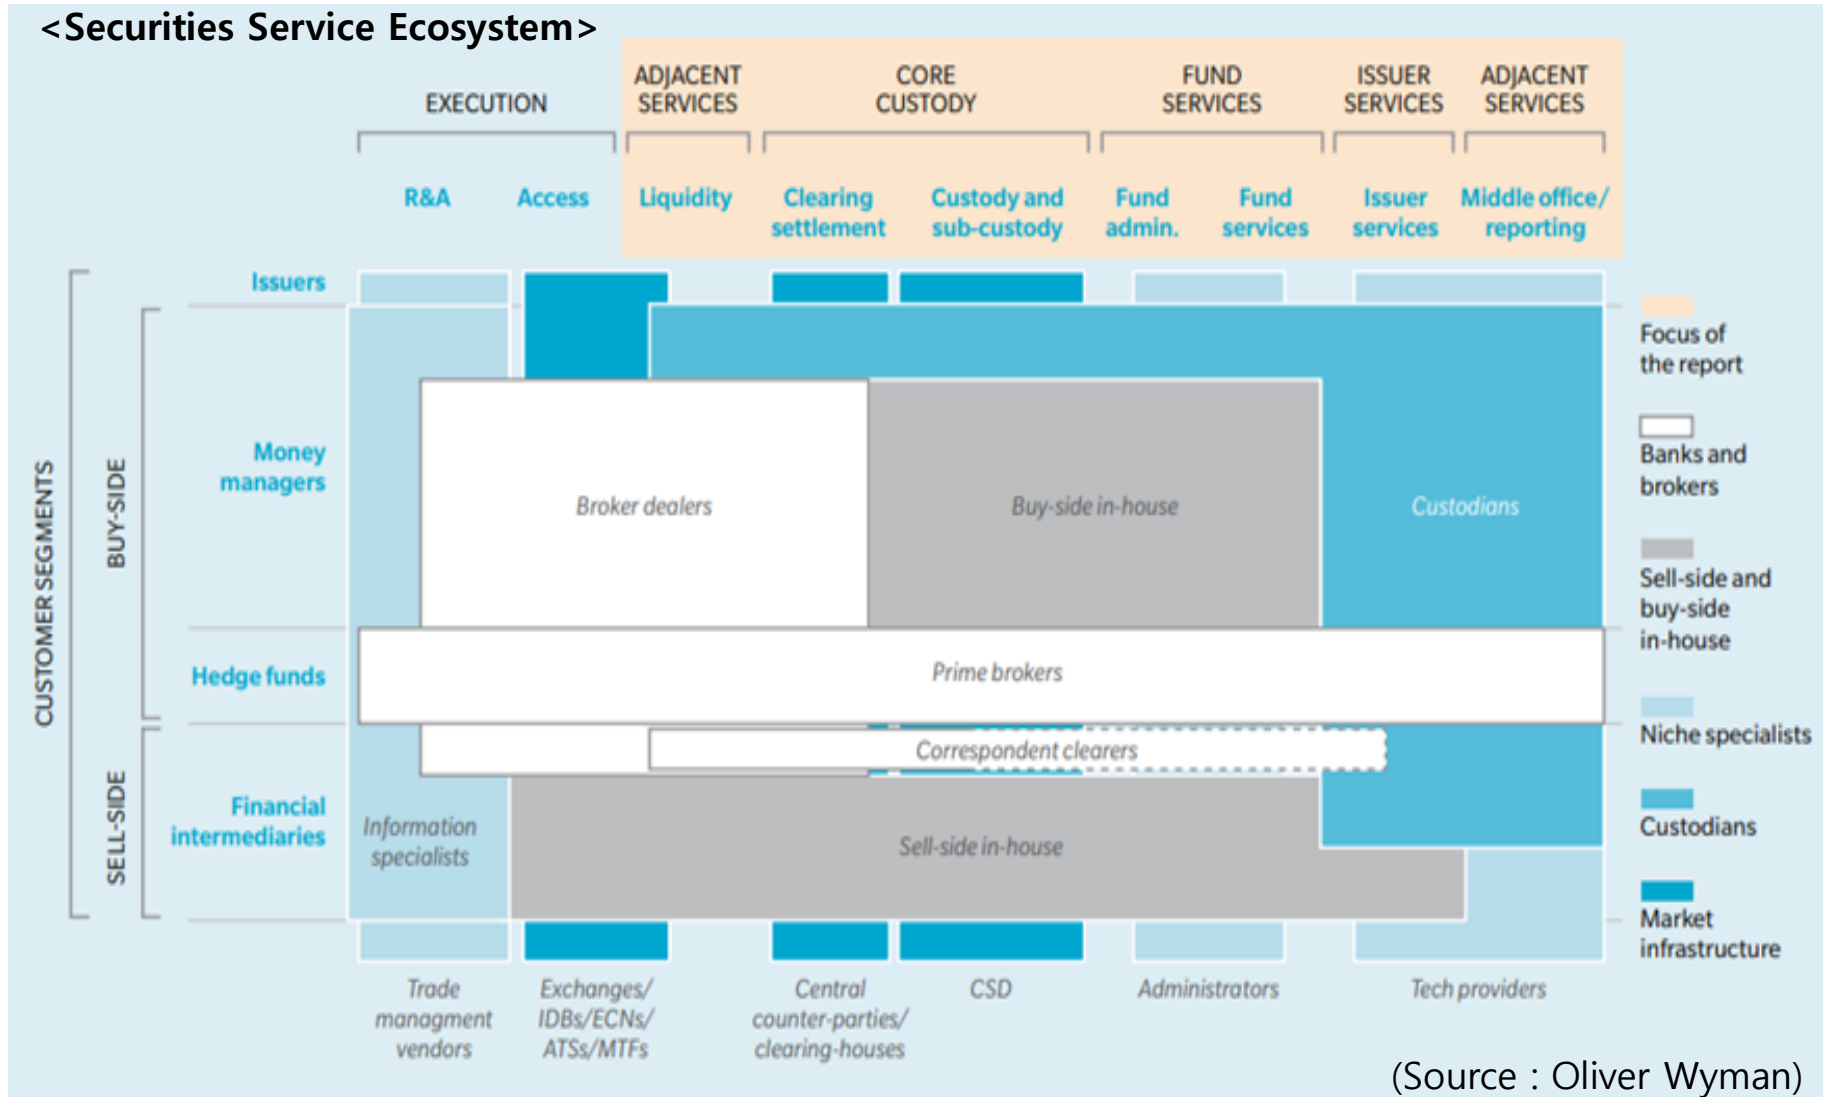 <Securities Service Ecosystem>
EXECUTION
ADJACENT
SERVICES
CORE
CUSTODY
FUND
SERVICES
ISSUER
SERVICES
ADJACENT
SERVICES
R&A
Access
Liquidity
Clearing
settlement
Custody and
sub-custody
Fund
admin.
Fund
services
Issuer
services
Middle office/
reporting
CUSTOMER SEGMENTS
BUY-SIDE
SELL-SIDE
Issuers
Money
managers
Hedge funds
Financial
intermediaries
Broker dealers
Buy-side in-house
Custodians
Prime brokers
Correspondent clearers
Information
specialists
Sell-side in-house
Trade
managment
vendors
Exchanges/
IDBs/ECNs/
ATSs/MTFs
Central
counter-parties/
clearing-houses
CSD
Administrators
Tech providers
Focus of
the report
Banks and
brokers
Sell-side and
buy-side
in-house
Niche specialists
Custodians
Market
infrastructure
(Source : Oliver Wyman)